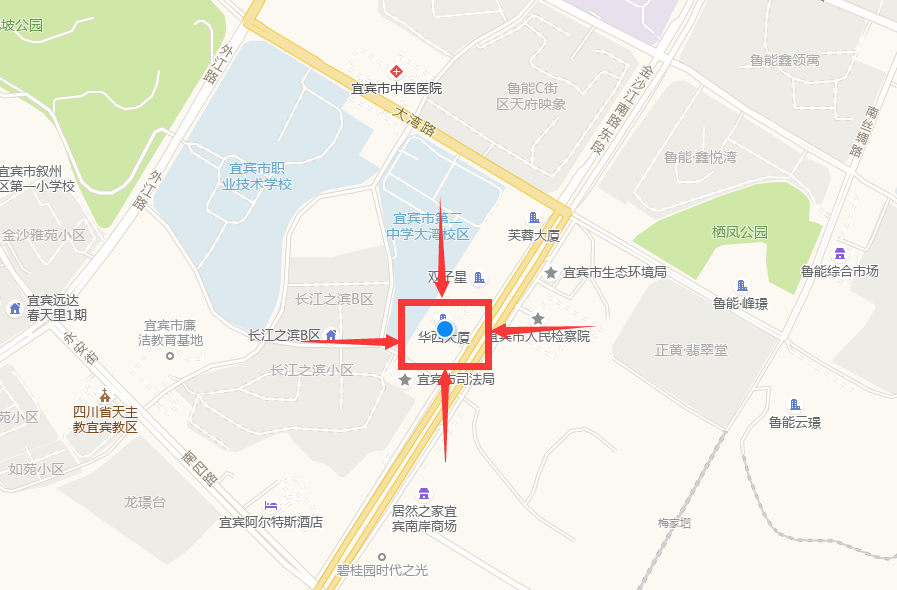 坡公园
外江路
宜宾市中医医院
鲁能C街
区天府映象
金沙江南路东段
鲁能鑫领寓
南丝绸路
大湾路
鲁能·鑫悦湾
宜宾市叙州
区第一小学校
宜宾市职
业技术学校
外江路
宜宾市第二
中学大湾校区
金沙雅苑小区
芙蓉大厦
栖凤公园
双子星
宜宾市生态环境局
鲁能综合市场
宜宾远达
春天里1期
长江之滨B区
鲁能·峰璟
永安街
宜宾市廉
洁教育基地
长江之滨B区
华西大厦
宜宾市人民检察院
正黄·翡翠堂
长江之滨小区
宜宾市司法局
四川省天主
教宜宾教区
苑小区
鲁能云璟
如苑小区
南四路
龙璟台
宜宾阿尔特斯酒店
居然之家宜
宾南岸商场
碧桂园时代之光